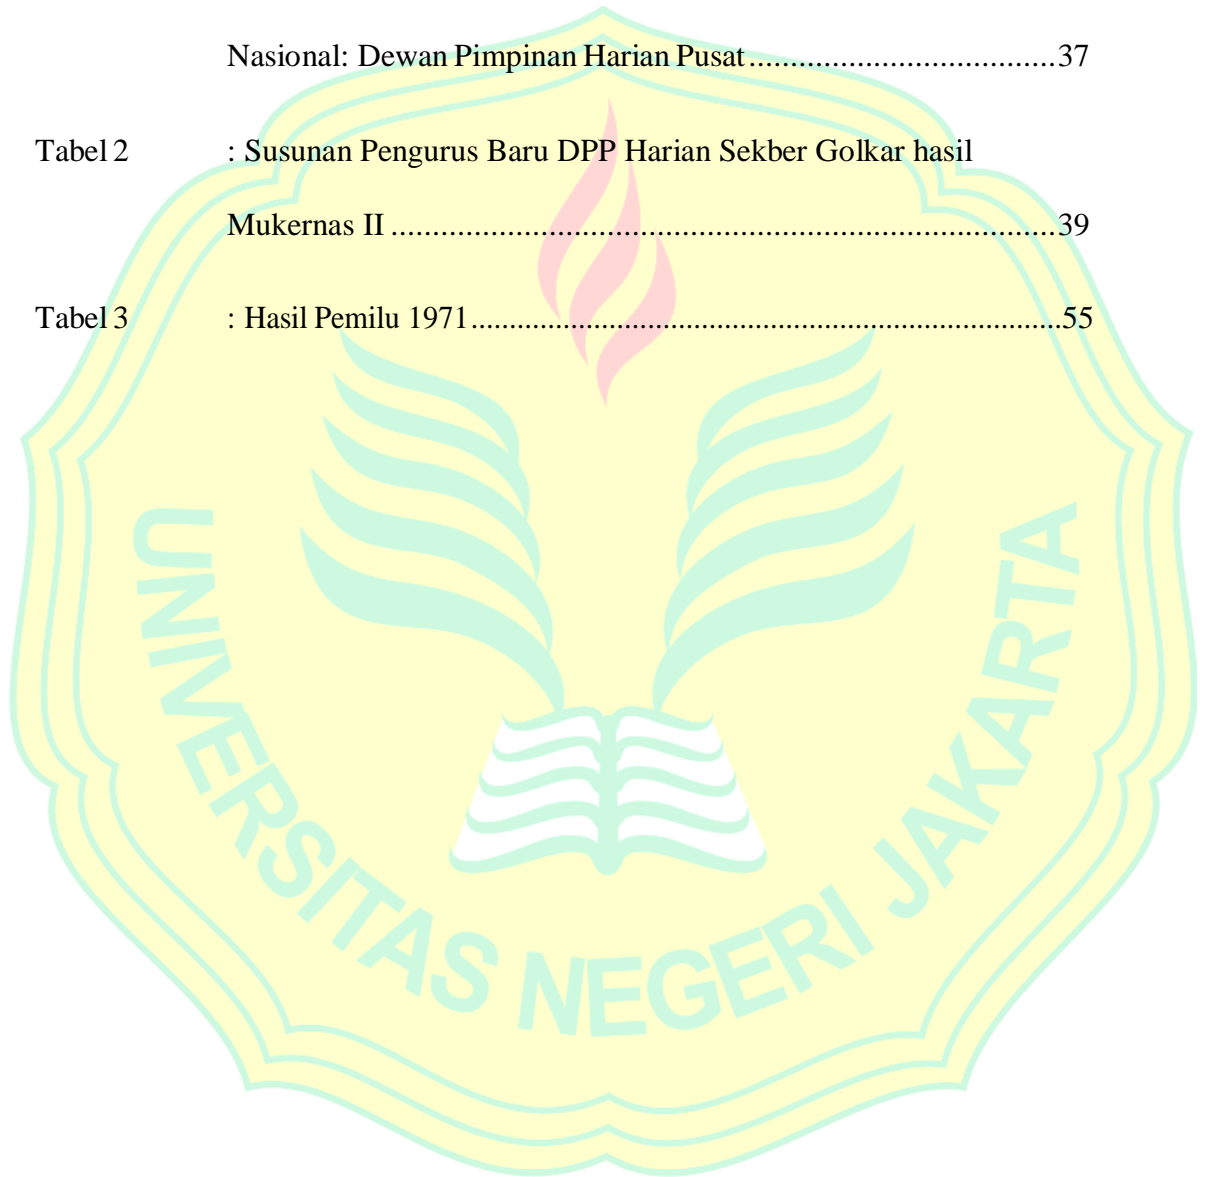 Nasional: Dewan Pimpinan Harian Pusat.....................................37
Tabel 2 : Susunan Pengurus Baru DPP Harian Sekber Golkar hasil
Mukernas II ................................................................................39
Tabel 3 : Hasil Pemilu 1971............................................................................55
UNIVERSITAS NEGERI JAKARTA